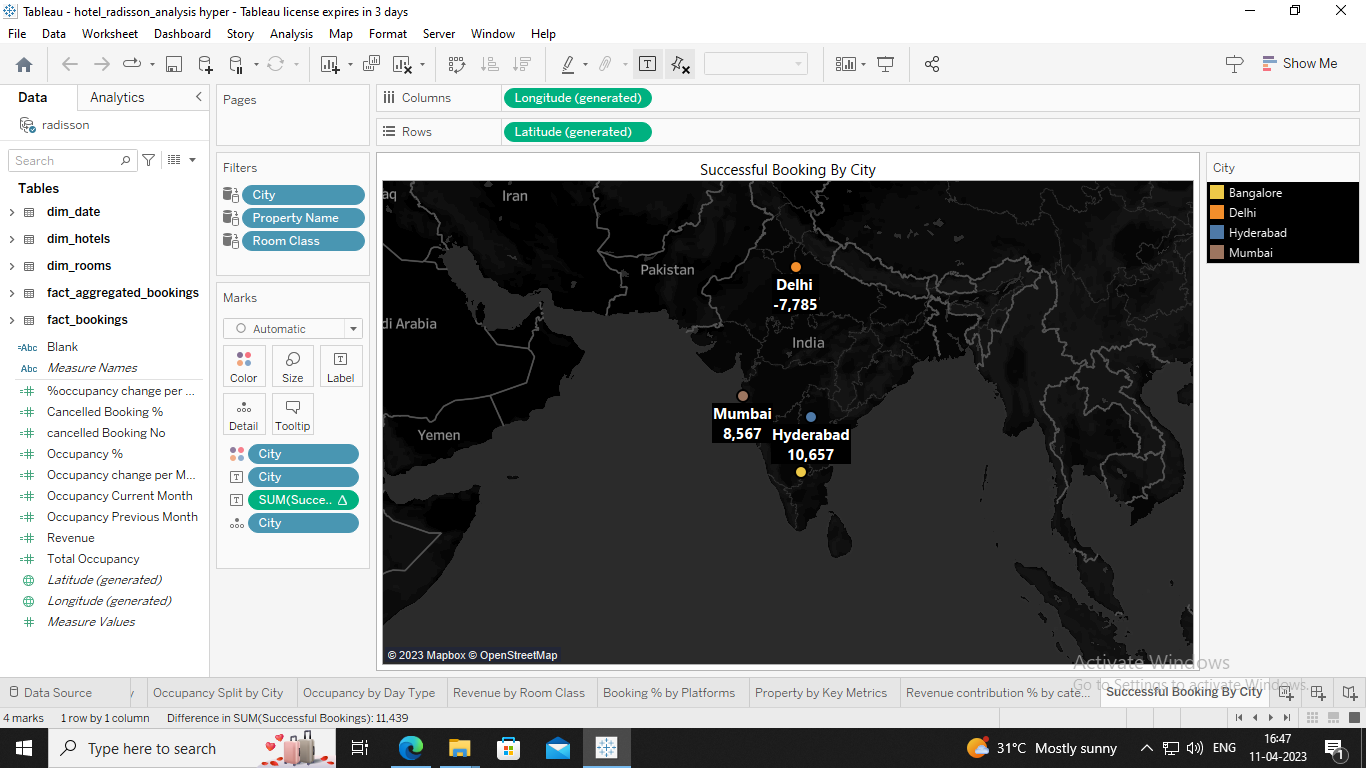 Tableau - hotel_radisson_analysis hyper - Tableau license expires in 3 days
File Data Worksheet Dashboard Story Analysis Map Format Server Window Help
Show Me
Data Analytics
radisson
Search
Tables
dim_date
dim_hotels
dim_rooms
fact_aggregated_bookings
fact_bookings
=Abc Blank
Abc Measure Names
%occupancy change per ...
Cancelled Booking %
cancelled Booking No
Occupancy %
Occupancy change per M...
Occupancy Current Month
Occupancy Previous Month
Revenue
Total Occupancy
Latitude (generated)
Longitude (generated)
Measure Values
Pages
Filters
City
Property Name
Room Class
Marks
Automatic
Color Size Label
Detail Tooltip
City
City
SUM(Succe.. Δ
City
Columns Longitude (generated)
Rows Latitude (generated)
Successful Booking By City
aq
Iran
Pakistan
di Arabia
India
Yemen
Delhi
-7,785
Mumbai
8,567
Hyderabad
10,657
© 2023 Mapbox © OpenStreetMap
City
Bangalore
Delhi
Hyderabad
Mumbai
Activate Windows
Go to Settings to activate Windows.
Data Source y Occupancy Split by City Occupancy by Day Type Revenue by Room Class Booking % by Platforms Property by Key Metrics Revenue contribution % by cate... Successful Booking By City
4 marks 1 row by 1 column Difference in SUM(Successful Bookings): 11,439
Type here to search
31°C Mostly sunny
ENG
16:47
11-04-2023
1